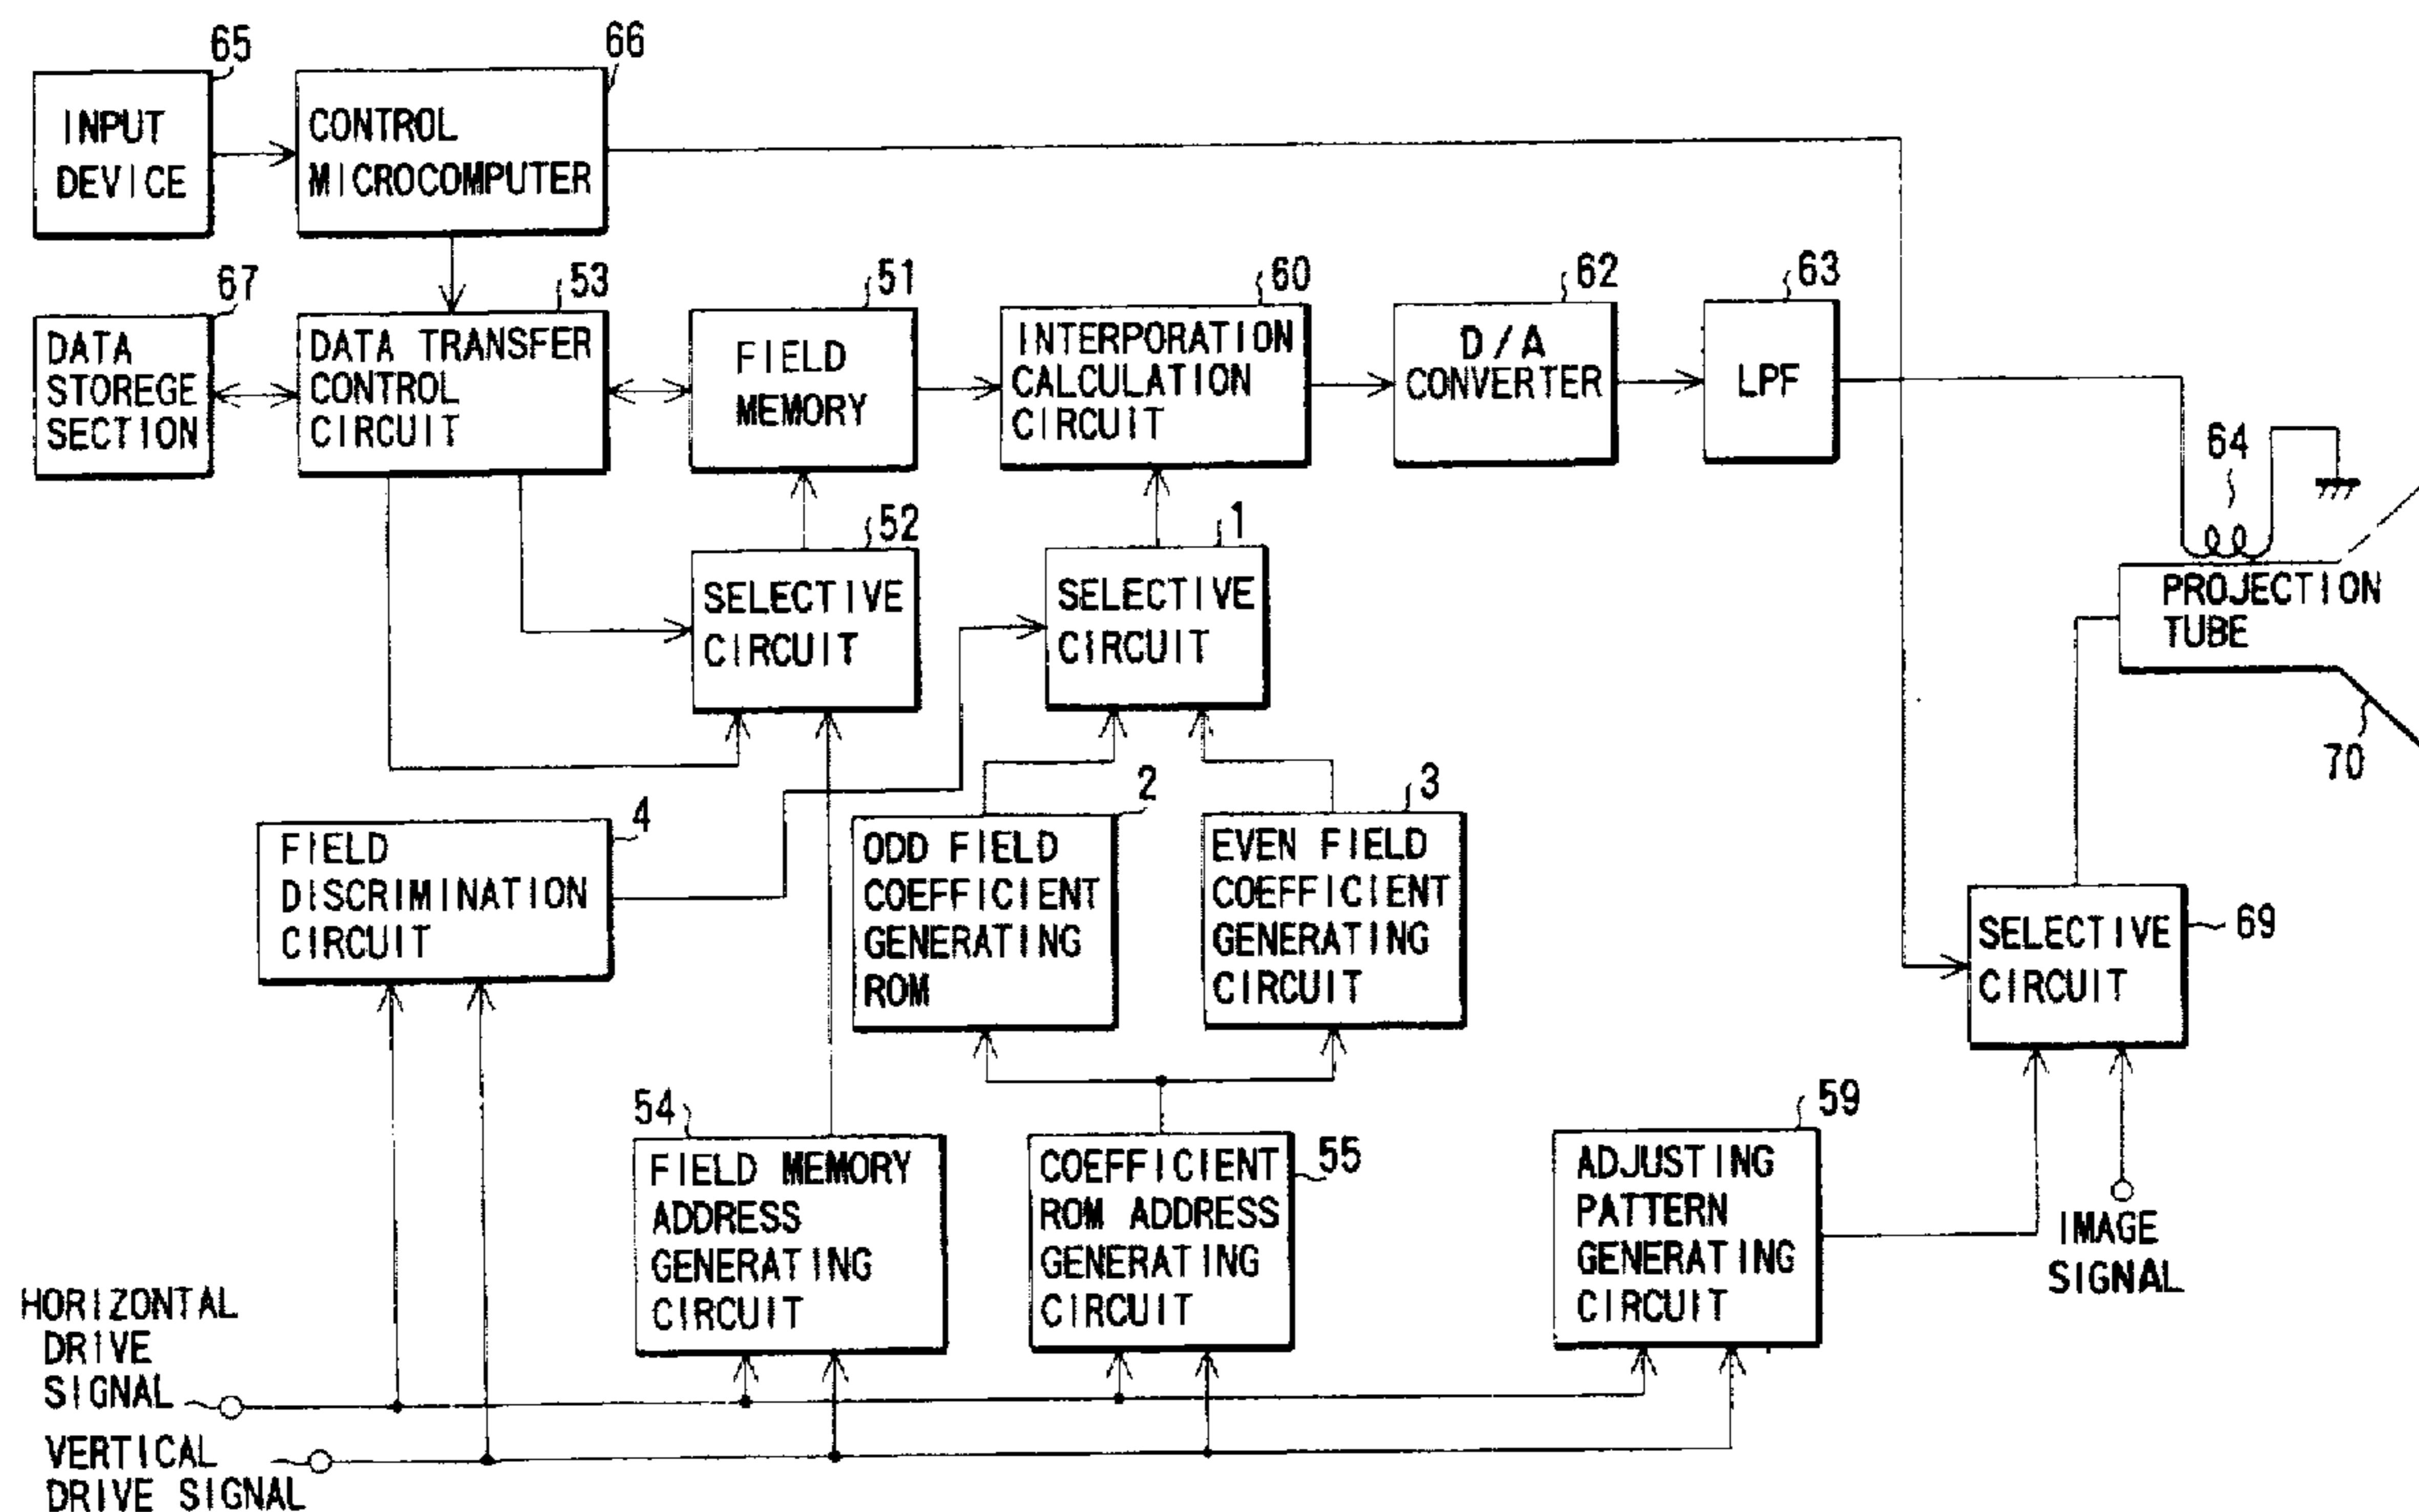 65
INPUT
DEVICE
66
CONTROL
MICROCOMPUTER
67
DATA
STOREGE
SECTION
53
DATA TRANSFER
CONTROL
CIRCUIT
51
FIELD
MEMORY
60
INTERPORATION
CALCULATION
CIRCUIT
62
D/A
CONVERTER
63
LPF
64
PROJECTION
TUBE
70
52
SELECTIVE
CIRCUIT
1
SELECTIVE
CIRCUIT
4
FIELD
DISCRIMINATION
CIRCUIT
2
ODD FIELD
COEFFICIENT
GENERATING
ROM
3
EVEN FIELD
COEFFICIENT
GENERATING
CIRCUIT
SELECTIVE
CIRCUIT
69
54
FIELD MEMORY
ADDRESS
GENERATING
CIRCUIT
COEFFICIENT
ROM ADDRESS
GENERATING
CIRCUIT
55
59
ADJUSTING
PATTERN
GENERATING
CIRCUIT
IMAGE
SIGNAL
HORIZONTAL
DRIVE
SIGNAL
VERTICAL
DRIVE SIGNAL